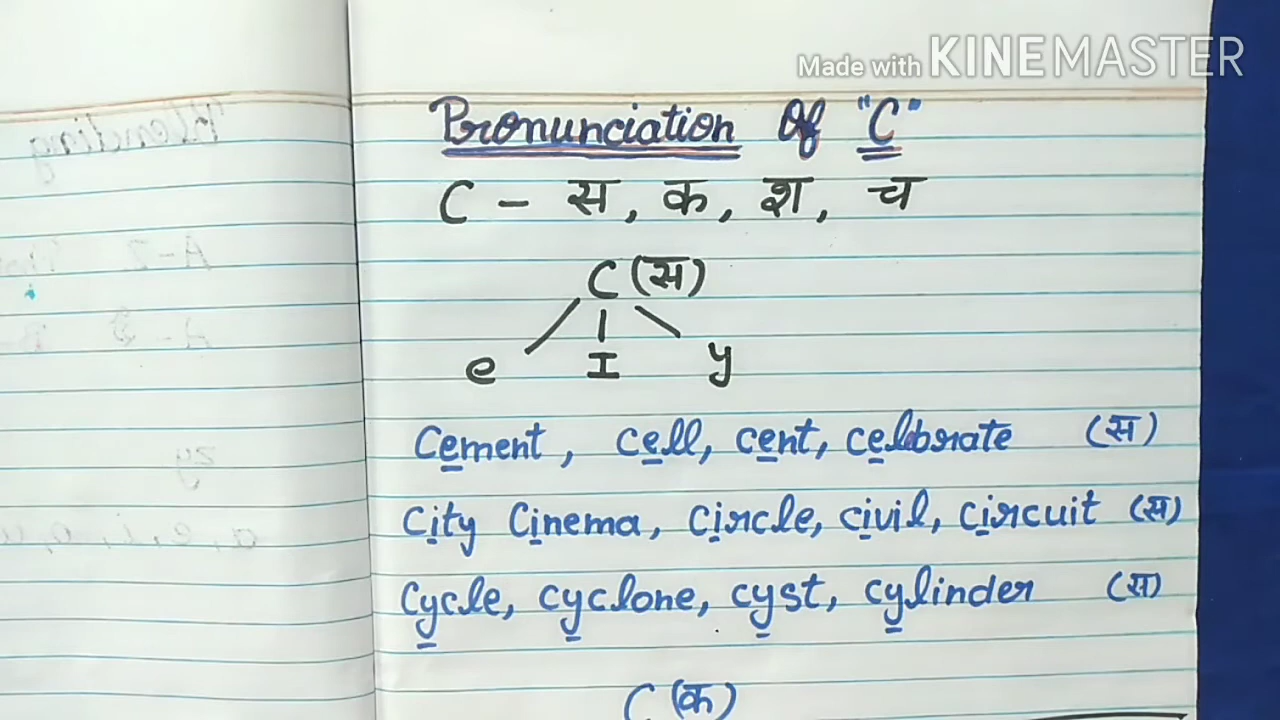 Made with KINEMASTER
Pronunciation Of "C"
C - स, क, श, च
C (स)
e I y
Cement, Cell, Cent, Celbrate (स)
City Cinema, Circle, Civil, Circuit (स)
Cycle, Cyclone, Cyst, Cylinder (स)
C (क)